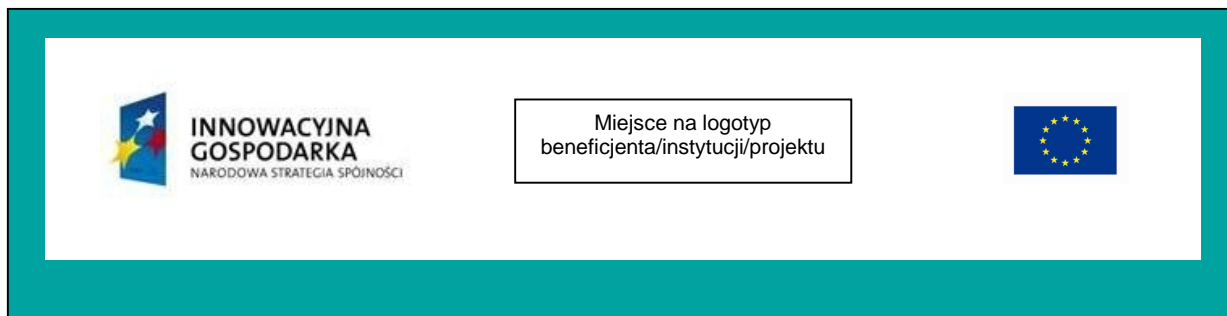 INNOWACYJNA
GOSPODARKA
NARODOWA STRATEGIA SPÓJNOŚCI
Miejsce na logotyp
beneficjenta/instytucji/projektu